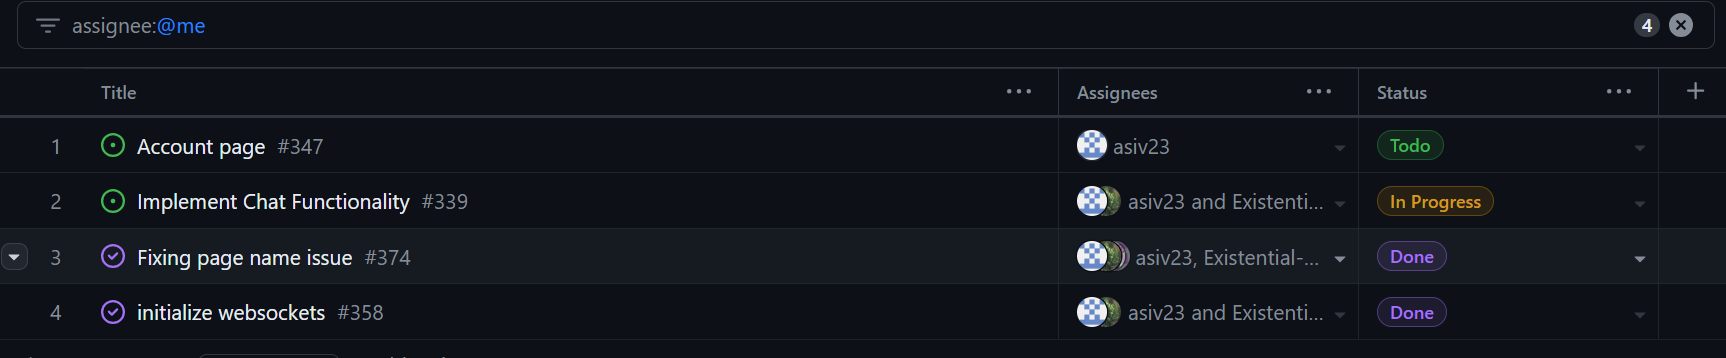 assignee:@me 4
Title Assignees Status
1 Account page #347 asiv23 Todo
2 Implement Chat Functionality #339 asiv23 and Existenti... In Progress
3 Fixing page name issue #374 asiv23, Existential-... Done
4 initialize websockets #358 asiv23 and Existenti... Done